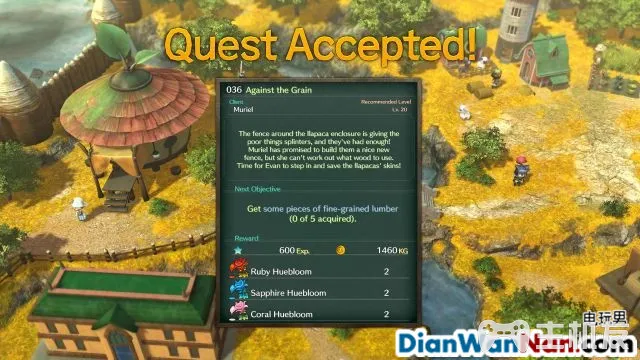 Quest Accepted!
036 Against the Grain
Client
Recommended Level
Muriel
Lv. 20
The fence around the llapaca enclosure is giving the
poor things splinters, and they've had enough!
Muriel has promised to build them a nice new
fence, but she can't work out what wood to use.
Time for Evan to step in and save the llapacas' skins!
Next Objective
Get some pieces of fine-grained lumber
(0 of 5 acquired).
Reward
600 Exp.
1460 KG
Ruby Huebloom 2
Sapphire Huebloom 2
Coral Huebloom 2
电玩男
DianWanNan.com